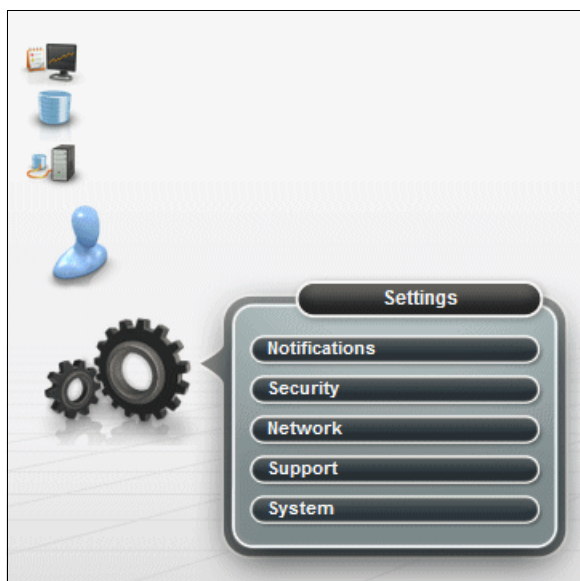 Settings
Notifications
Security
Network
Support
System